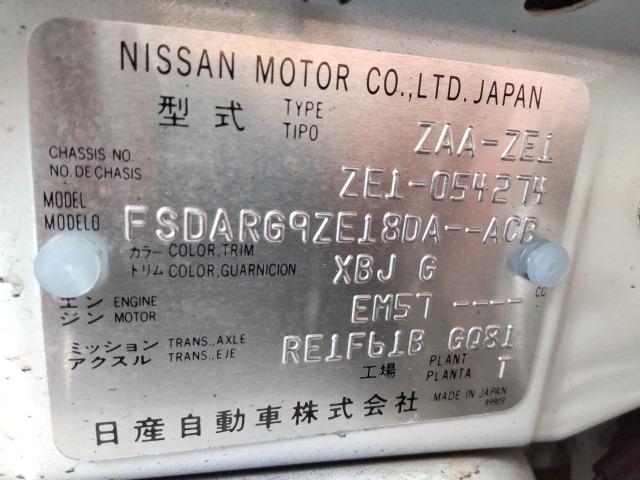 NISSAN MOTOR CO.,LTD. JAPAN
型式 TYPE TIPO ZAA-ZE1
CHASSIS NO. NO.DECHASIS ZE1-054274
MODEL MODELO FSDARG9ZE18DA--ACB
カラー トリム COLOR,TRIM COLOR,GUARNICION XBJ G
エンジン ENGINE MOTOR EM57 ---- CC
ミッション アクスル TRANS.,AXLE TRANS.,EJE RE1F61B GQ81
工場 PLANT PLANTA T
日産自動車株式会社 MADE IN JAPAN
89909